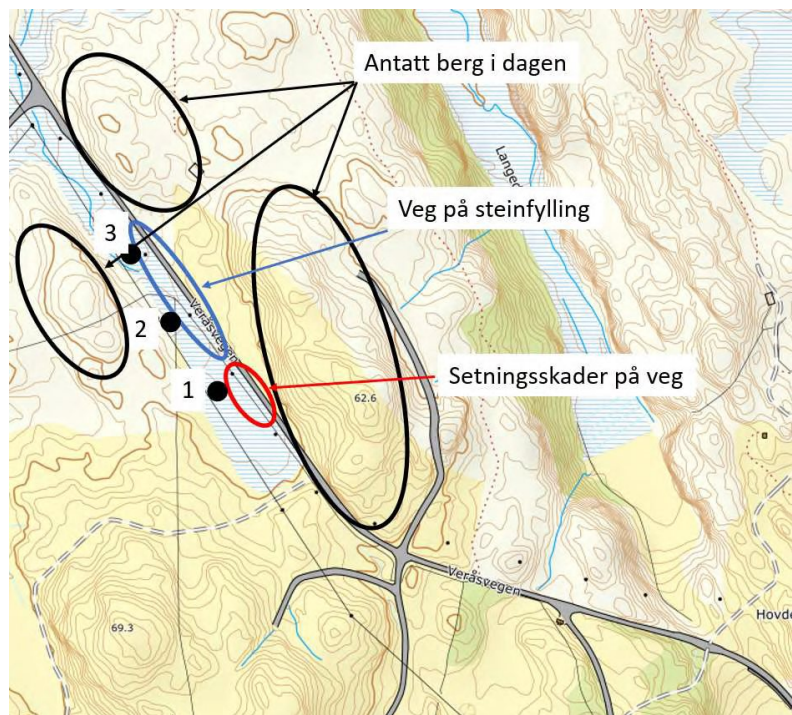 Antatt berg i dagen
Langed
3
Veg på steinfylling
Veråsvegen
2
Setningsskader på veg
1
62.6
Veråsvegen
Hovde
69.3